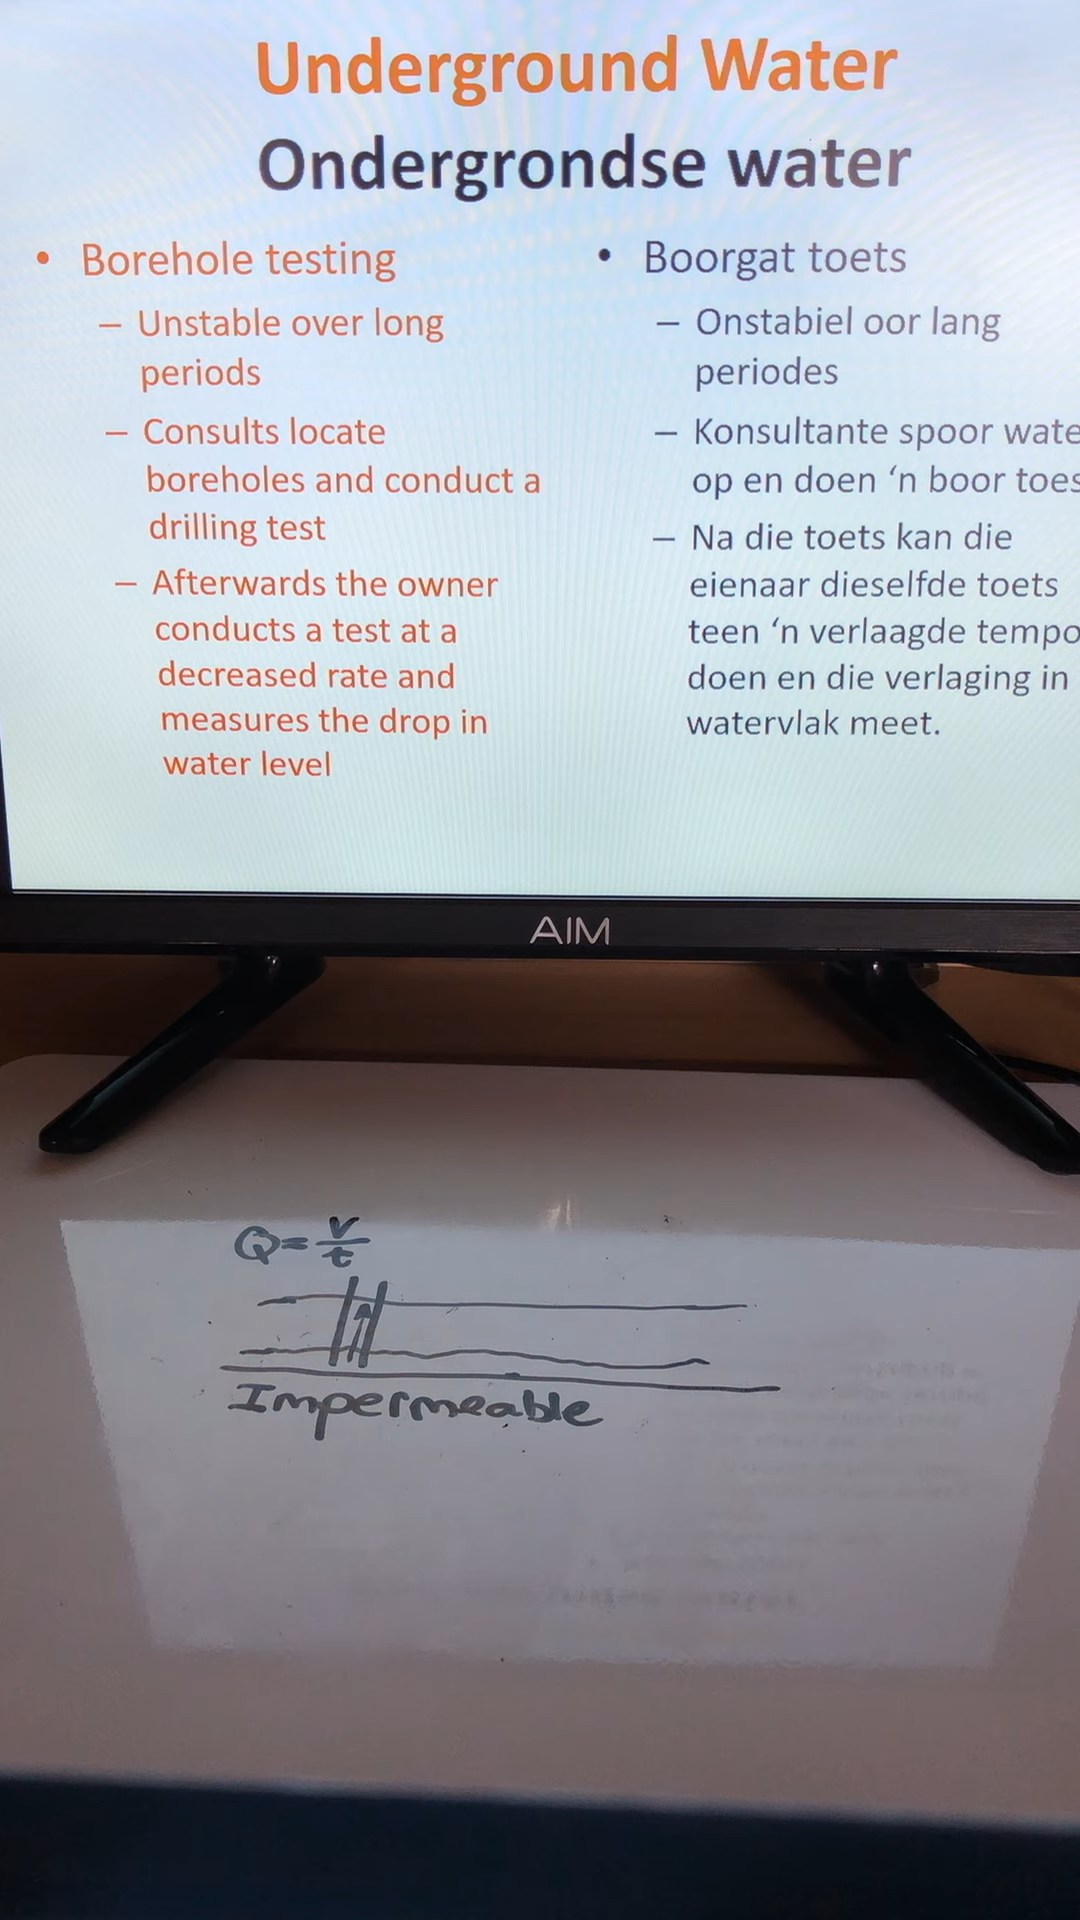 Underground Water
Ondergrondse water
• Borehole testing
– Unstable over long
periods
– Consults locate
boreholes and conduct a
drilling test
– Afterwards the owner
conducts a test at a
decreased rate and
measures the drop in
water level
• Boorgat toets
– Onstabiel oor lang
periodes
– Konsultante spoor wate
op en doen ‘n boor toes
– Na die toets kan die
eienaar dieselfde toets
teen ‘n verlaagde tempo
doen en die verlaging in
watervlak meet.
AIM
Q = v/t
Impermeable